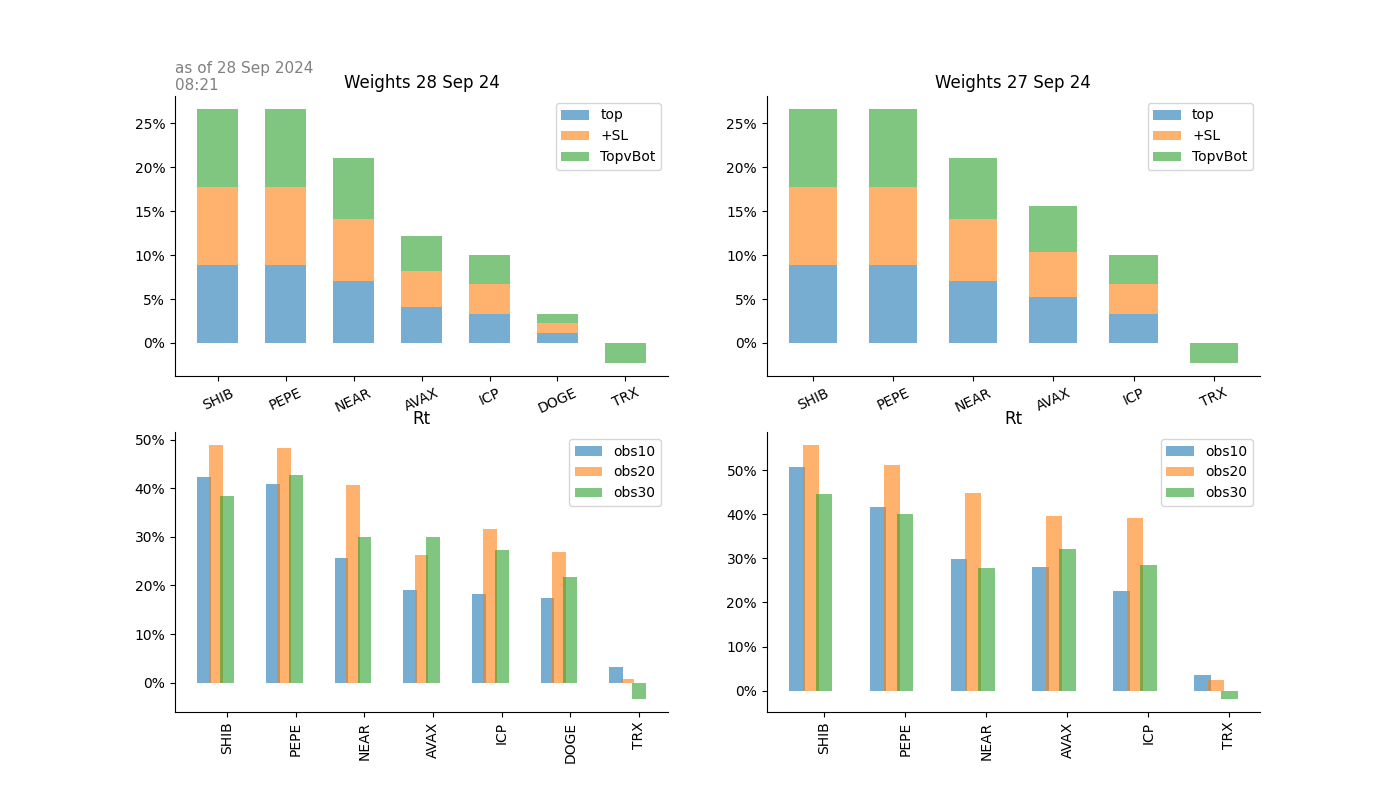 as of 28 Sep 2024
08:21
Weights 28 Sep 24
25%
20%
15%
10%
5%
0%
top
+SL
TopvBot
SHIB PEPE NEAR AVAX ICP DOGE TRX
Weights 27 Sep 24
25%
20%
15%
10%
5%
0%
top
+SL
TopvBot
SHIB PEPE NEAR AVAX ICP TRX
Rt
50%
40%
30%
20%
10%
0%
obs10
obs20
obs30
SHIB PEPE NEAR AVAX ICP DOGE TRX
Rt
50%
40%
30%
20%
10%
0%
obs10
obs20
obs30
SHIB PEPE NEAR AVAX ICP TRX